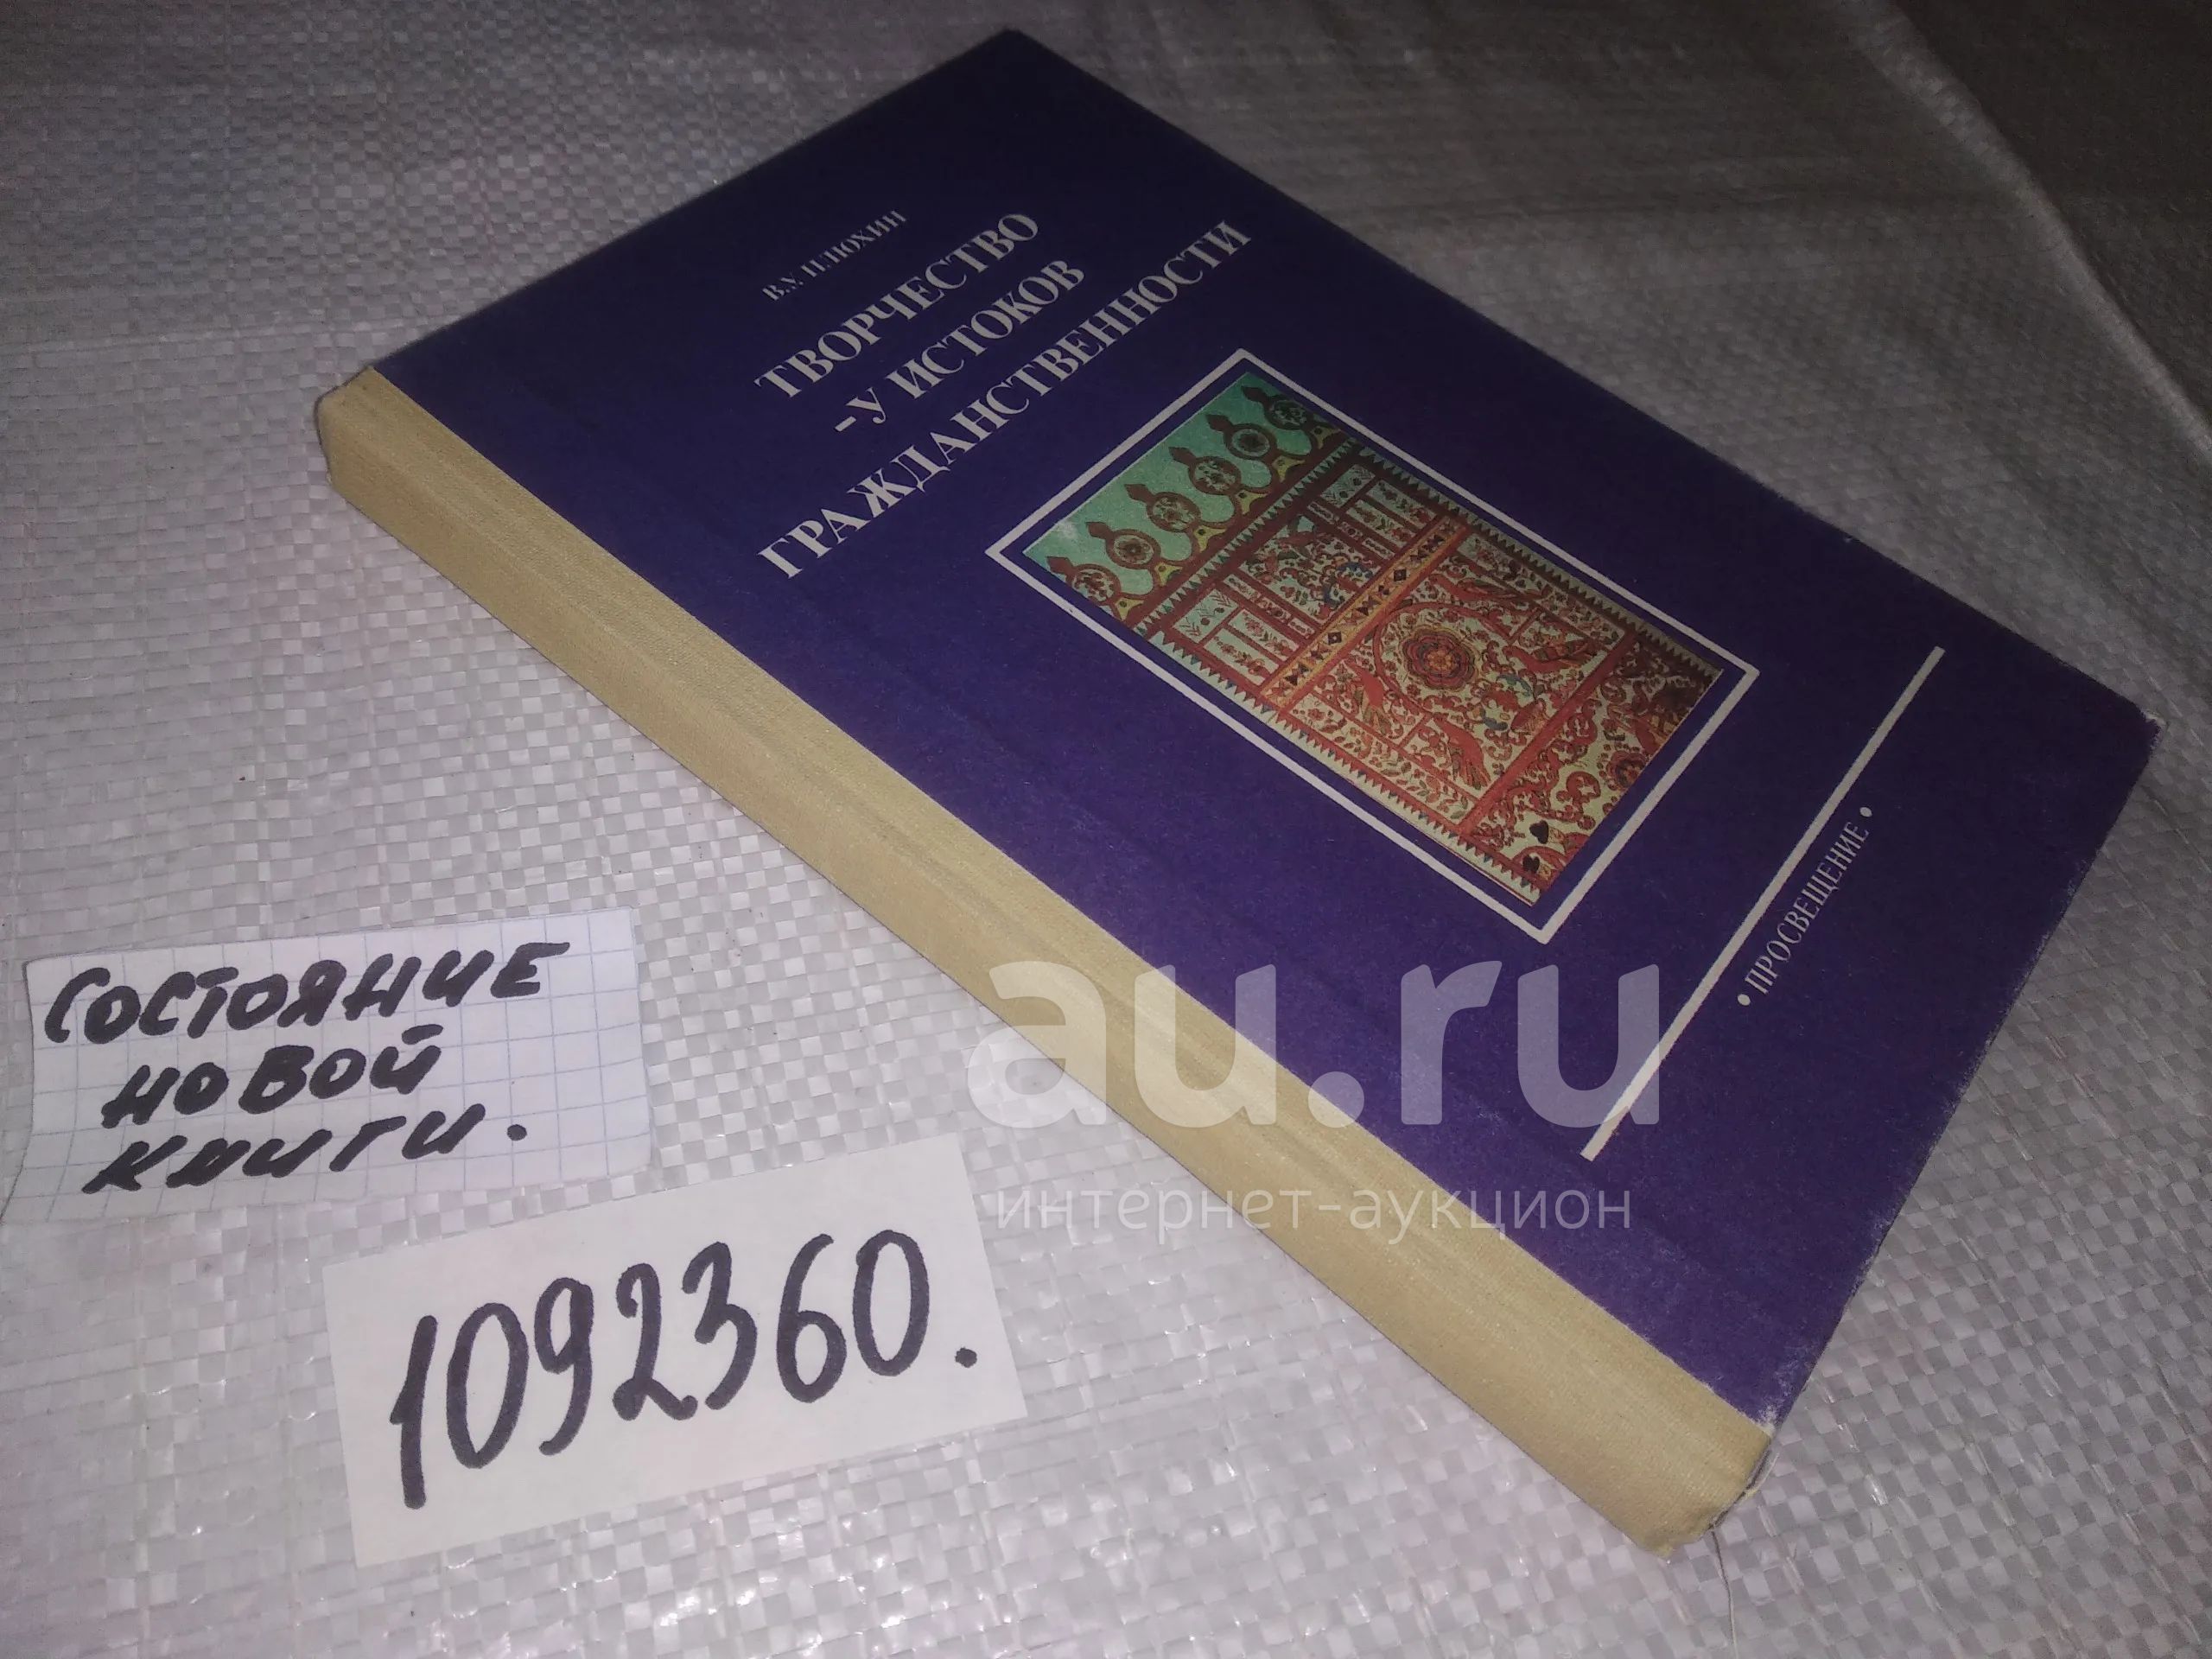 В.У. ПЛЮХИН
ТВОРЧЕСТВО
-У ИСТОКОВ
ГРАЖДАНСТВЕННОСТИ
• ПРОСВЕЩЕНИЕ •
СОСТОЯНИЕ
НОВОЙ
КНИГИ.
1092360.
au.ru
интернет-аукцион